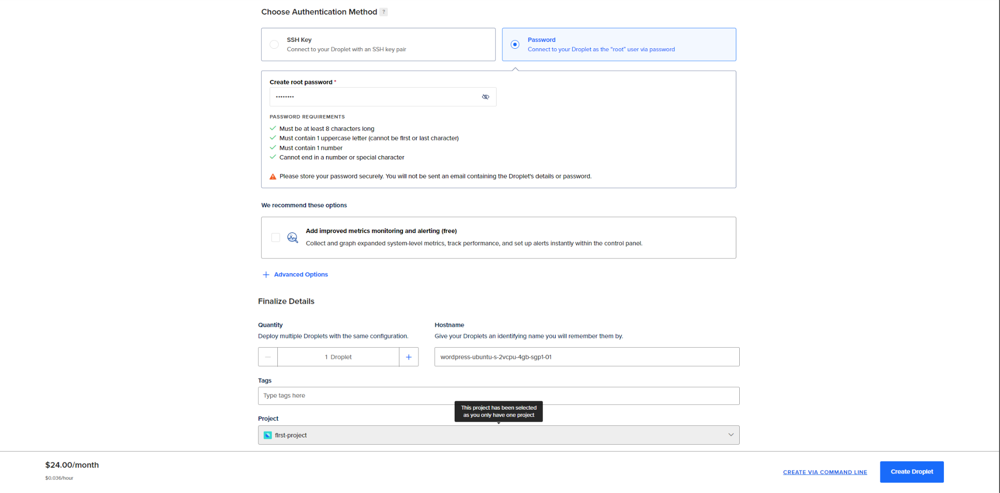 Choose Authentication Method ?
SSH Key
Connect to your Droplet with an SSH key pair
Password
Connect to your Droplet as the “root” user via password
Create root password *
••••••••
PASSWORD REQUIREMENTS
Must be at least 8 characters long
Must contain 1 uppercase letter (cannot be first or last character)
Must contain 1 number
Cannot end in a number or special character
Please store your password securely. You will not be sent an email containing the Droplet's details or password.
We recommend these options
Add improved metrics monitoring and alerting (free)
Collect and graph expanded system-level metrics, track performance, and set up alerts instantly within the control panel.
+ Advanced Options
Finalize Details
Quantity
Deploy multiple Droplets with the same configuration.
Hostname
Give your Droplets an identifying name you will remember them by.
— 1 Droplet +
wordpress-ubuntu-s-2vcpu-4gb-sgp1-01
Tags
Type tags here
This project has been selected
as you only have one project
Project
first-project
$24.00/month
$0.036/hour
CREATE VIA COMMAND LINE
Create Droplet